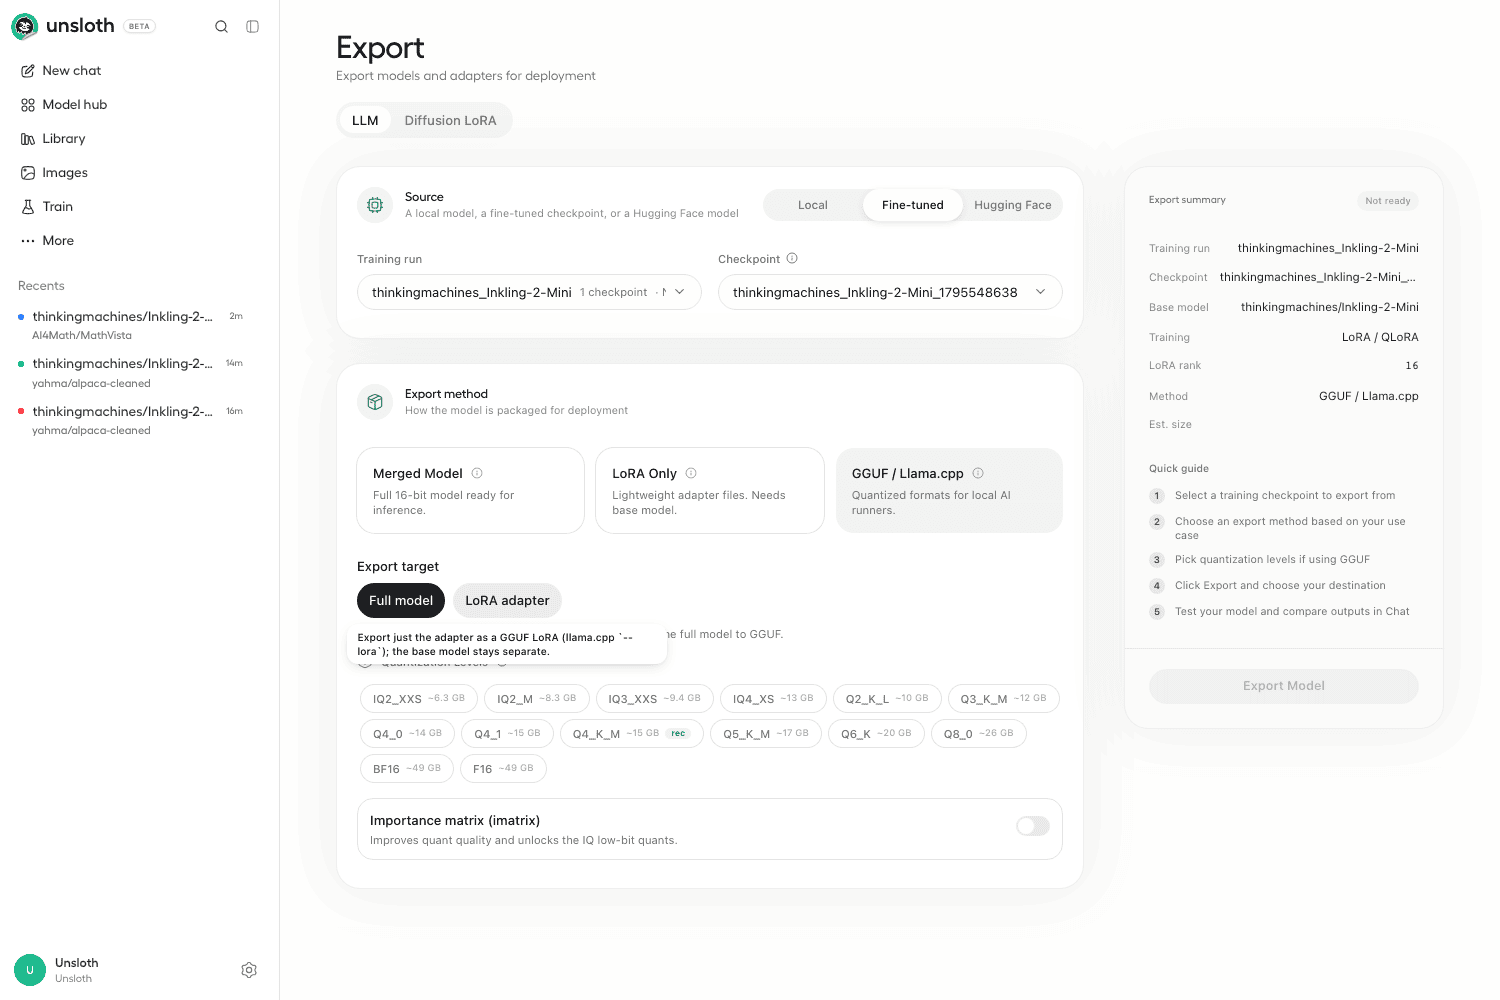 unsloth BETA
New chat
Model hub
Library
Images
Train
More
Recents
thinkingmachines/Inkling-2-... 2m
AI4Math/MathVista
thinkingmachines/Inkling-2-... 14m
yahma/alpaca-cleaned
thinkingmachines/Inkling-2-... 16m
yahma/alpaca-cleaned
U
Unsloth
Unsloth
Export
Export models and adapters for deployment
LLM Diffusion LoRA
Source
A local model, a fine-tuned checkpoint, or a Hugging Face model
Local Fine-tuned Hugging Face
Training run
thinkingmachines_Inkling-2-Mini 1 checkpoint ·
Checkpoint
thinkingmachines_Inkling-2-Mini_1795548638
Export method
How the model is packaged for deployment
Merged Model
Full 16-bit model ready for
inference.
LoRA Only
Lightweight adapter files. Needs
base model.
GGUF / Llama.cpp
Quantized formats for local AI
runners.
Export target
Full model LoRA adapter
full model to GGUF.
Export just the adapter as a GGUF LoRA (llama.cpp `--
lora`); the base model stays separate.
Quantization Levels
IQ2_XXS ~6.3 GB IQ2_M ~8.3 GB IQ3_XXS ~9.4 GB IQ4_XS ~13 GB Q2_K_L ~10 GB Q3_K_M ~12 GB
Q4_0 ~14 GB Q4_1 ~15 GB Q4_K_M ~15 GB rec Q5_K_M ~17 GB Q6_K ~20 GB Q8_0 ~26 GB
BF16 ~49 GB F16 ~49 GB
Importance matrix (imatrix)
Improves quant quality and unlocks the IQ low-bit quants.
Export summary Not ready
Training run thinkingmachines_Inkling-2-Mini
Checkpoint thinkingmachines_Inkling-2-Mini_...
Base model thinkingmachines/Inkling-2-Mini
Training LoRA / QLoRA
LoRA rank 16
Method GGUF / Llama.cpp
Est. size
Quick guide
1 Select a training checkpoint to export from
2 Choose an export method based on your use
case
3 Pick quantization levels if using GGUF
4 Click Export and choose your destination
5 Test your model and compare outputs in Chat
Export Model